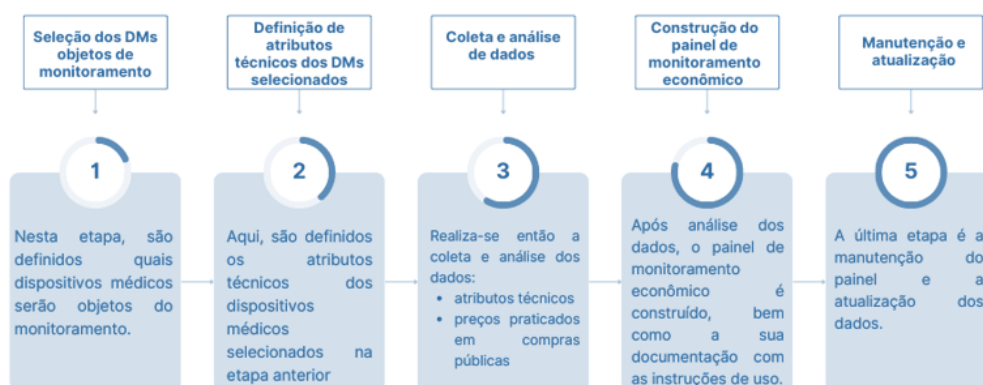 Seleção dos DMs
objetos de
monitoramento
Definição de
atributos
técnicos dos DMs
selecionados
Coleta e análise
de dados
Construção do
painel de
monitoramento
econômico
Manutenção e
atualização
1
Nesta etapa, são
definidos quais
dispositivos médicos
serão objetos do
monitoramento.
2
Aqui, são definidos
os atributos
técnicos dos
dispositivos
médicos
selecionados na
etapa anterior
3
Realiza-se então a
coleta e análise dos
dados:
• atributos técnicos
• preços praticados
em compras
públicas
4
Após análise dos
dados, o painel de
monitoramento
econômico é
construído, bem
como a sua
documentação com
as instruções de uso.
5
A última etapa é a
manutenção do
painel e a
atualização dos
dados.